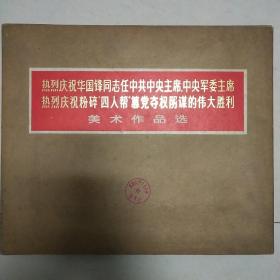 热烈庆祝华国锋同志任中共中央主席、中央军委主席
热烈庆祝粉碎“四人帮”篡党夺权阴谋的伟大胜利
美术作品选